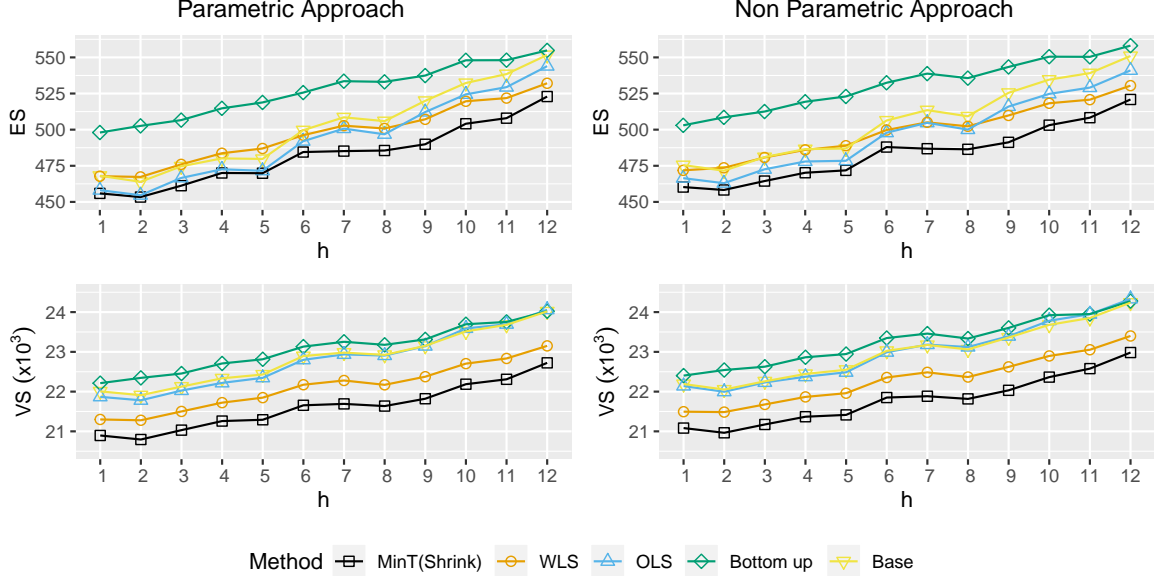 Parametric Approach
Non Parametric Approach
ES
550
525
500
475
450
1 2 3 4 5 6 7 8 9 10 11 12
h
ES
550
525
500
475
450
1 2 3 4 5 6 7 8 9 10 11 12
h
VS (x10³)
24
23
22
21
1 2 3 4 5 6 7 8 9 10 11 12
h
VS (x10³)
24
23
22
21
1 2 3 4 5 6 7 8 9 10 11 12
h
Method MinT(Shrink) WLS OLS Bottom up Base